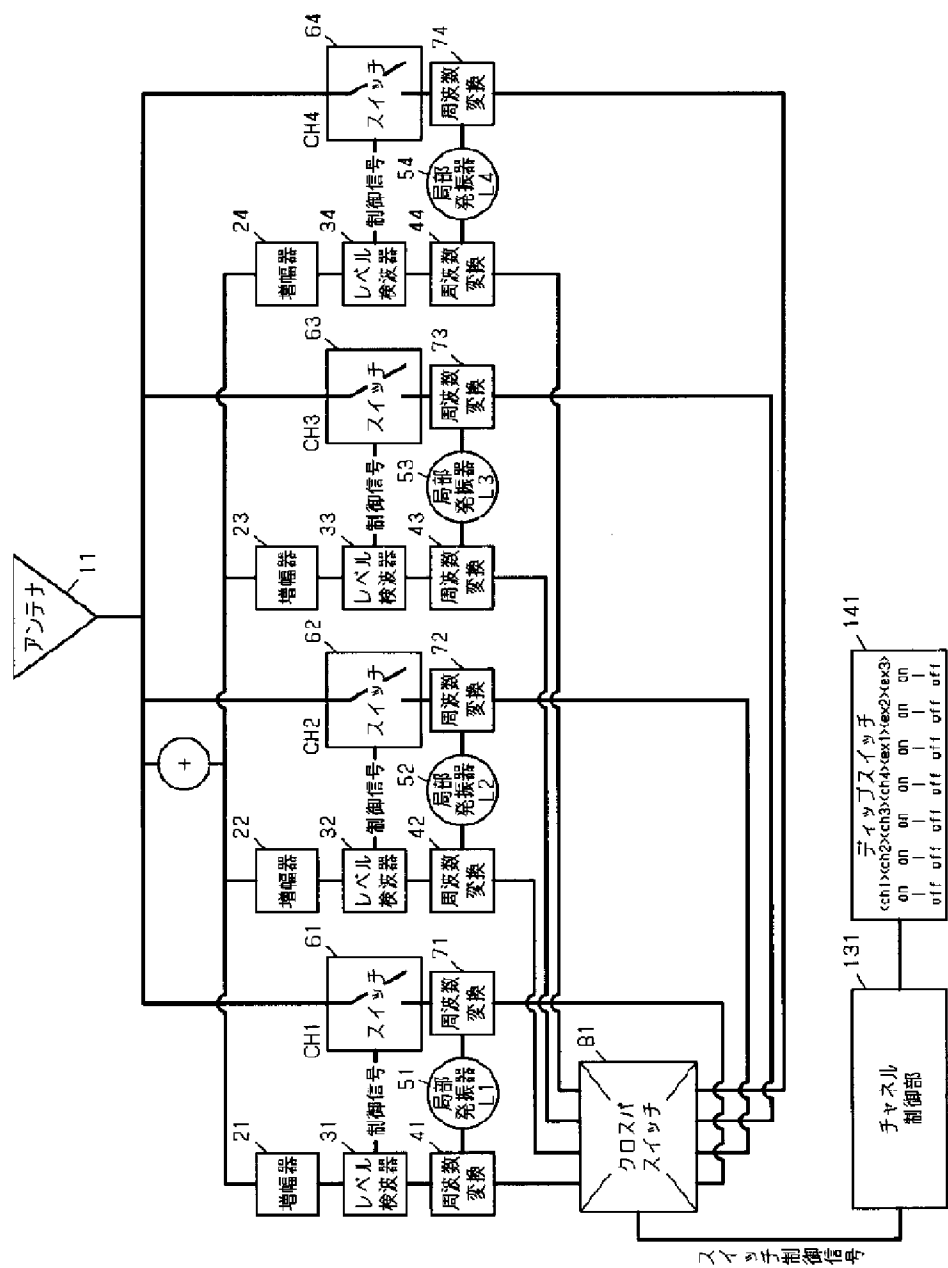 アンテナ
11
+
21
増幅器
22
増幅器
23
増幅器
24
増幅器
CH1
61
スイッチ
CH2
62
スイッチ
CH3
63
スイッチ
CH4
64
スイッチ
31
レベル
検波器
制御信号
32
レベル
検波器
制御信号
33
レベル
検波器
制御信号
34
レベル
検波器
制御信号
41
周波数
変換
51
局部
発振器
L1
71
周波数
変換
42
周波数
変換
52
局部
発振器
L2
72
周波数
変換
43
周波数
変換
53
局部
発振器
L3
73
周波数
変換
44
周波数
変換
54
局部
発振器
L4
74
周波数
変換
B1
クロスバ
スイッチ
スイッチ制御信号
131
チャネル
制御部
141
ディップスイッチ
<ch1><ch2><ch3><ch4><ex1><ex2><ex3>
on on on on on on on
| | | | | | |
off off off off off off off